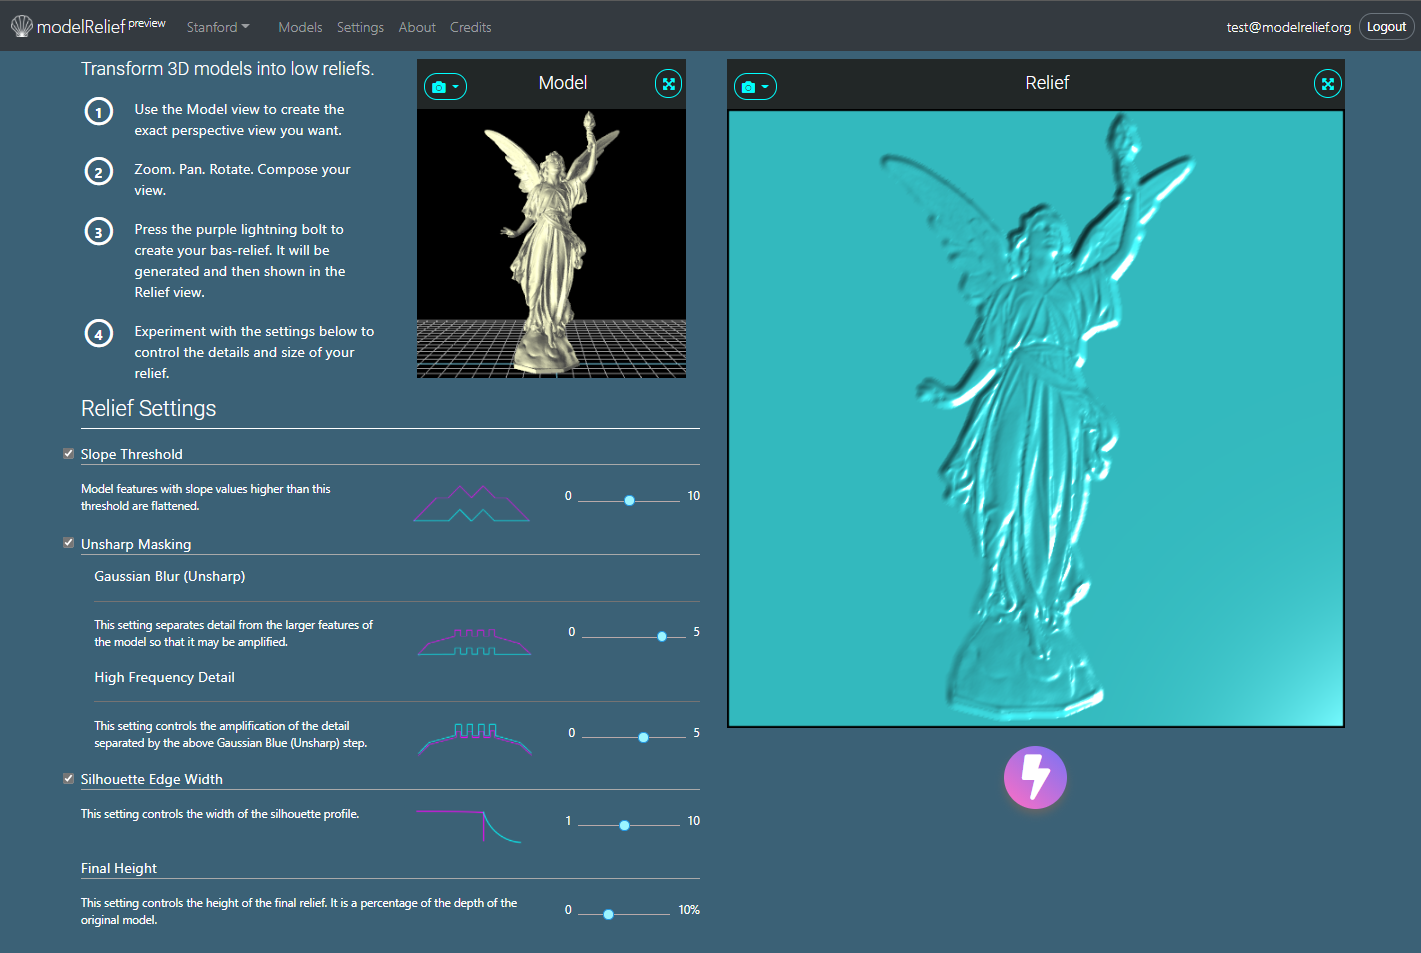 modelRelief preview
Stanford
Models
Settings
About
Credits
test@modelrelief.org
Logout
Transform 3D models into low reliefs.
1
Use the Model view to create the
exact perspective view you want.
2
Zoom. Pan. Rotate. Compose your
view.
3
Press the purple lightning bolt to
create your bas-relief. It will be
generated and then shown in the
Relief view.
4
Experiment with the settings below to
control the details and size of your
relief.
Model
Relief
Relief Settings
Slope Threshold
Model features with slope values higher than this
threshold are flattened.
0
10
Unsharp Masking
Gaussian Blur (Unsharp)
This setting separates detail from the larger features of
the model so that it may be amplified.
0
5
High Frequency Detail
This setting controls the amplification of the detail
separated by the above Gaussian Blue (Unsharp) step.
0
5
Silhouette Edge Width
This setting controls the width of the silhouette profile.
1
10
Final Height
This setting controls the height of the final relief. It is a percentage of the depth of the
original model.
0
10%